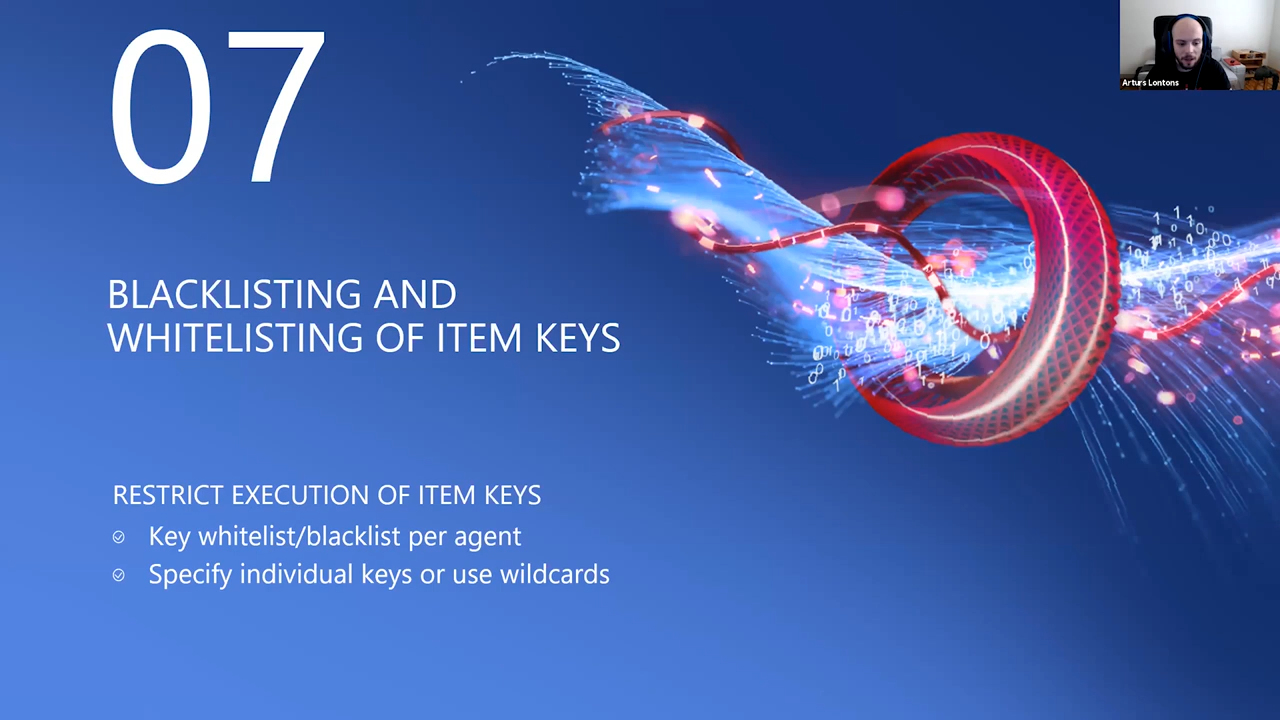 07
Arturs Lontons
BLACKLISTING AND
WHITELISTING OF ITEM KEYS
RESTRICT EXECUTION OF ITEM KEYS
Key whitelist/blacklist per agent
Specify individual keys or use wildcards